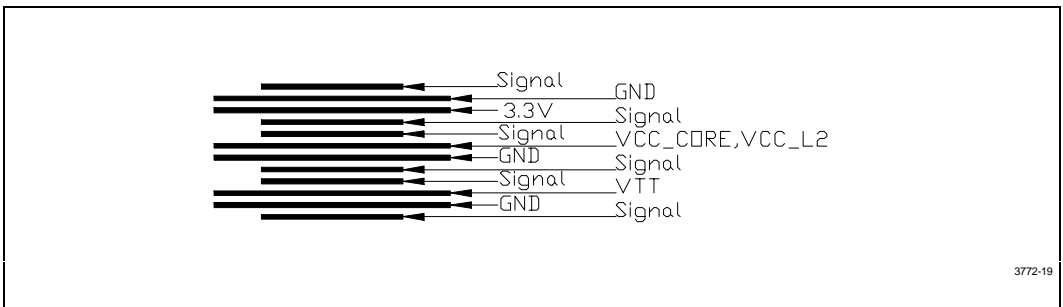 Signal
GND
3.3V
Signal
Signal
VCC_CORE,VCC_L2
GND
Signal
Signal
VTT
GND
Signal
3772-19